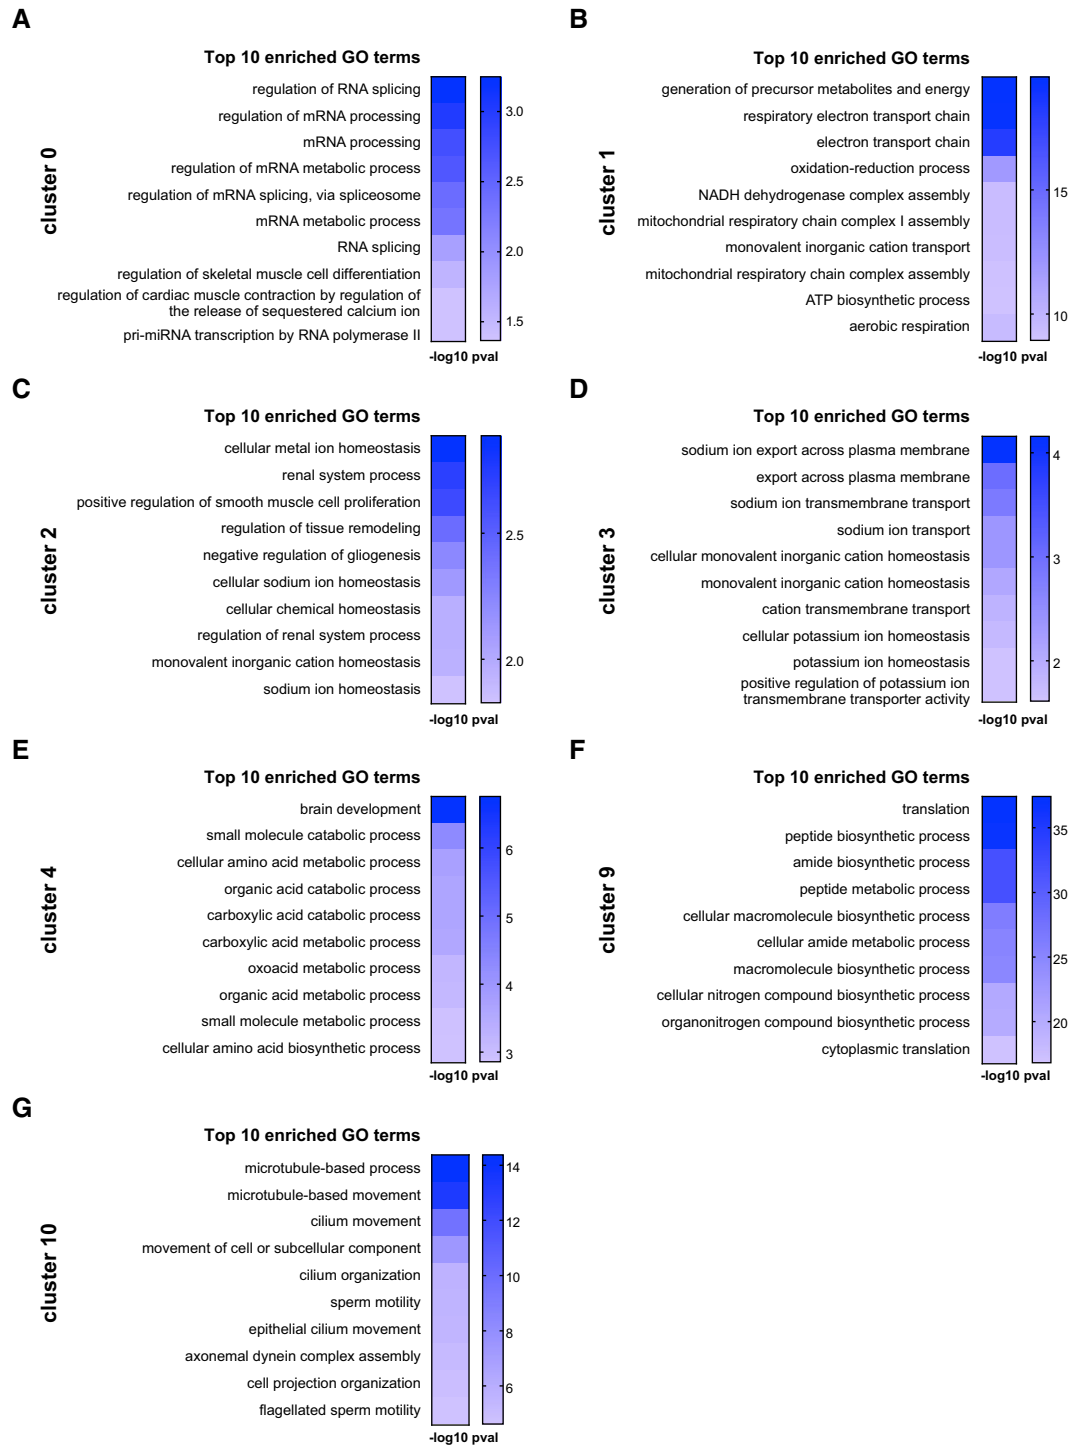 A
Top 10 enriched GO terms
cluster 0
regulation of RNA splicing
regulation of mRNA processing
mRNA processing
regulation of mRNA metabolic process
regulation of mRNA splicing, via spliceosome
mRNA metabolic process
RNA splicing
regulation of skeletal muscle cell differentiation
regulation of cardiac muscle contraction by regulation of
the release of sequestered calcium ion
pri-miRNA transcription by RNA polymerase II
3.0
2.5
2.0
1.5
-log10 pval
B
Top 10 enriched GO terms
cluster 1
generation of precursor metabolites and energy
respiratory electron transport chain
electron transport chain
oxidation-reduction process
NADH dehydrogenase complex assembly
mitochondrial respiratory chain complex I assembly
monovalent inorganic cation transport
mitochondrial respiratory chain complex assembly
ATP biosynthetic process
aerobic respiration
15
10
-log10 pval
C
Top 10 enriched GO terms
cluster 2
cellular metal ion homeostasis
renal system process
positive regulation of smooth muscle cell proliferation
regulation of tissue remodeling
negative regulation of gliogenesis
cellular sodium ion homeostasis
cellular chemical homeostasis
regulation of renal system process
monovalent inorganic cation homeostasis
sodium ion homeostasis
2.5
2.0
-log10 pval
D
Top 10 enriched GO terms
cluster 3
sodium ion export across plasma membrane
export across plasma membrane
sodium ion transmembrane transport
sodium ion transport
cellular monovalent inorganic cation homeostasis
monovalent inorganic cation homeostasis
cation transmembrane transport
cellular potassium ion homeostasis
potassium ion homeostasis
positive regulation of potassium ion
transmembrane transporter activity
4
3
2
-log10 pval
E
Top 10 enriched GO terms
cluster 4
brain development
small molecule catabolic process
cellular amino acid metabolic process
organic acid catabolic process
carboxylic acid catabolic process
carboxylic acid metabolic process
oxoacid metabolic process
organic acid metabolic process
small molecule metabolic process
cellular amino acid biosynthetic process
6
5
4
3
-log10 pval
F
Top 10 enriched GO terms
cluster 9
translation
peptide biosynthetic process
amide biosynthetic process
peptide metabolic process
cellular macromolecule biosynthetic process
cellular amide metabolic process
macromolecule biosynthetic process
cellular nitrogen compound biosynthetic process
organonitrogen compound biosynthetic process
cytoplasmic translation
35
30
25
20
-log10 pval
G
Top 10 enriched GO terms
cluster 10
microtubule-based process
microtubule-based movement
cilium movement
movement of cell or subcellular component
cilium organization
sperm motility
epithelial cilium movement
axonemal dynein complex assembly
cell projection organization
flagellated sperm motility
14
12
10
8
6
-log10 pval